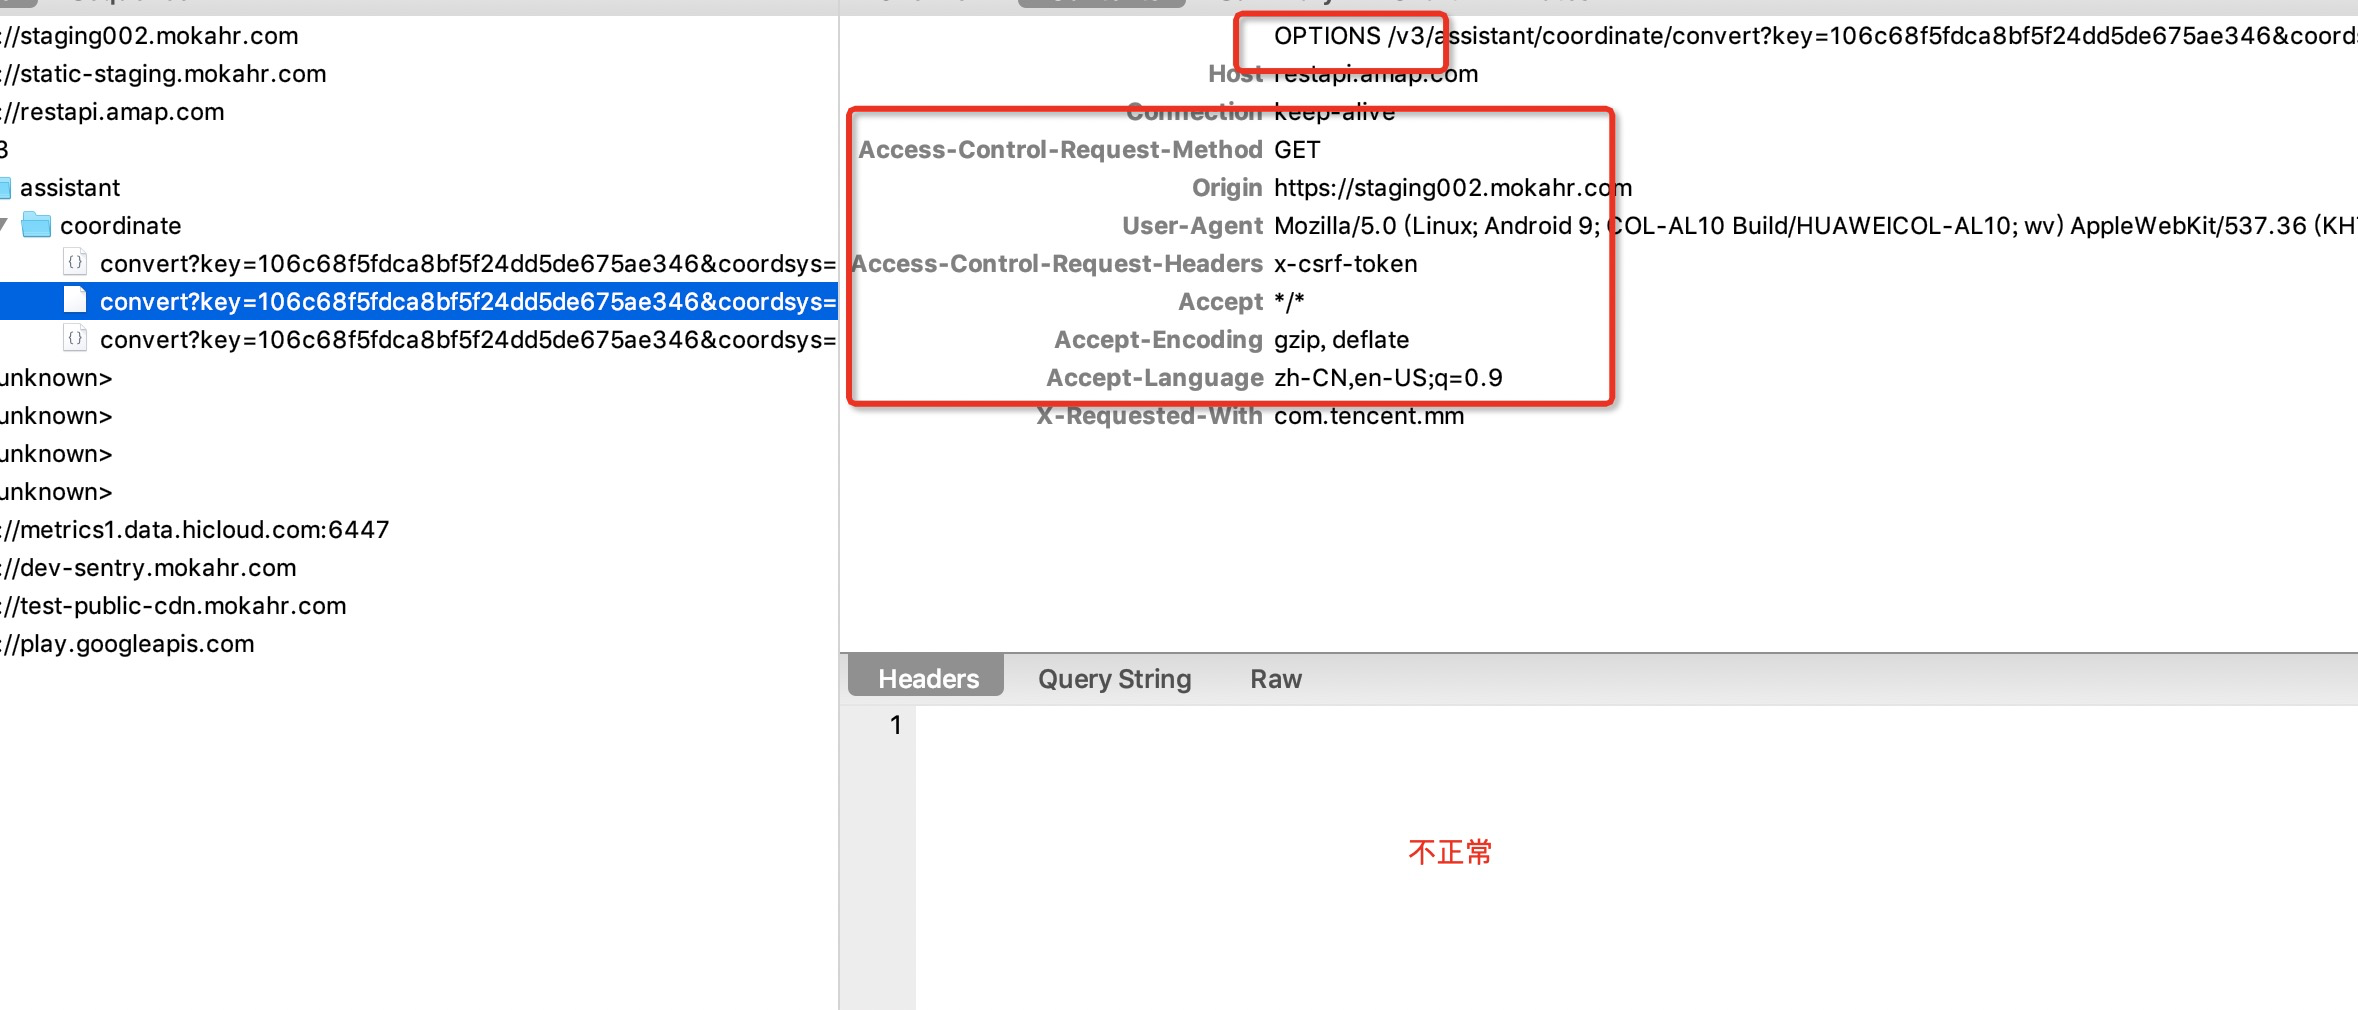 ://staging002.mokahr.com
://static-staging.mokahr.com
://restapi.amap.com
3
assistant
coordinate
convert?key=106c68f5fdca8bf5f24dd5de675ae346&coordsys=
convert?key=106c68f5fdca8bf5f24dd5de675ae346&coordsys=
convert?key=106c68f5fdca8bf5f24dd5de675ae346&coordsys=
unknown>
unknown>
unknown>
unknown>
://metrics1.data.hicloud.com:6447
://dev-sentry.mokahr.com
://test-public-cdn.mokahr.com
://play.googleapis.com
OPTIONS /v3/assistant/coordinate/convert?key=106c68f5fdca8bf5f24dd5de675ae346&coords
Host restapi.amap.com
Connection keep-alive
Access-Control-Request-Method GET
Origin https://staging002.mokahr.com
User-Agent Mozilla/5.0 (Linux; Android 9; COL-AL10 Build/HUAWEICOL-AL10; wv) AppleWebKit/537.36 (KH
Access-Control-Request-Headers x-csrf-token
Accept */*
Accept-Encoding gzip, deflate
Accept-Language zh-CN,en-US;q=0.9
X-Requested-With com.tencent.mm
Headers Query String Raw
1
不正常